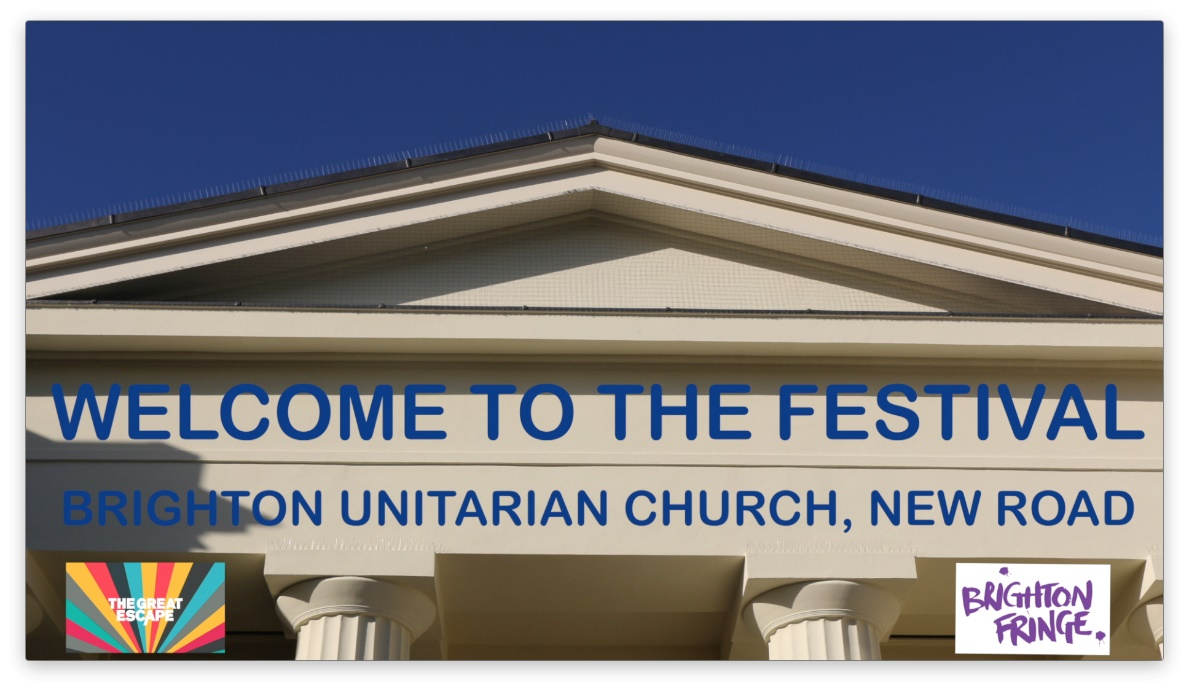 WELCOME TO THE FESTIVAL
BRIGHTON UNITARIAN CHURCH, NEW ROAD
THE GREAT
ESCAPE
BRIGHTON
FRINGE.